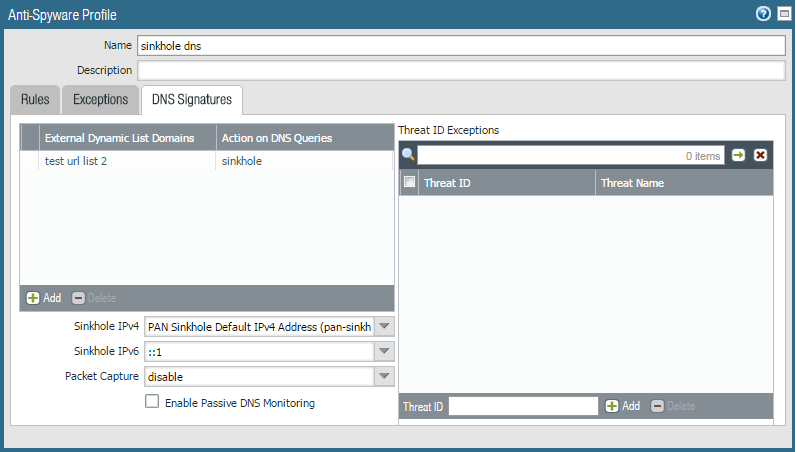 Anti-Spyware Profile
Name sinkhole dns
Description
Rules Exceptions DNS Signatures
External Dynamic List Domains Action on DNS Queries
test url list 2 sinkhole
Add Delete
Sinkhole IPv4 PAN Sinkhole Default IPv4 Address (pan-sinkh
Sinkhole IPv6 ::1
Packet Capture disable
Enable Passive DNS Monitoring
Threat ID Exceptions
0 items
Threat ID Threat Name
Threat ID Add Delete